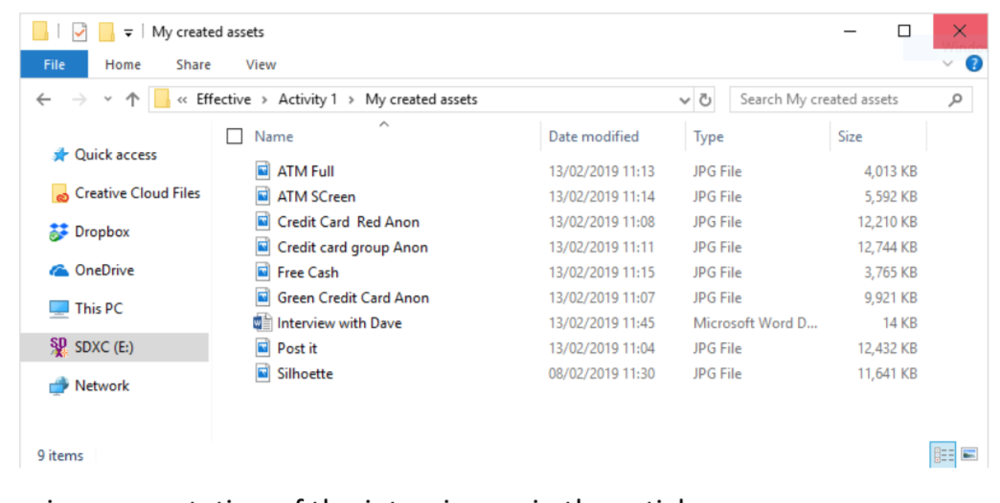 My created assets
File Home Share View
« Effective > Activity 1 > My created assets Search My created assets
Name Date modified Type Size
Quick access
Creative Cloud Files
Dropbox
OneDrive
This PC
SDXC (E:)
Network
ATM Full 13/02/2019 11:13 JPG File 4,013 KB
ATM SCreen 13/02/2019 11:14 JPG File 5,592 KB
Credit Card  Red Anon 13/02/2019 11:08 JPG File 12,210 KB
Credit card group Anon 13/02/2019 11:11 JPG File 12,744 KB
Free Cash 13/02/2019 11:15 JPG File 3,765 KB
Green Credit Card Anon 13/02/2019 11:07 JPG File 9,921 KB
Interview with Dave 13/02/2019 11:45 Microsoft Word D... 14 KB
Post it 13/02/2019 11:04 JPG File 12,432 KB
Silhoette 08/02/2019 11:30 JPG File 11,641 KB
9 items